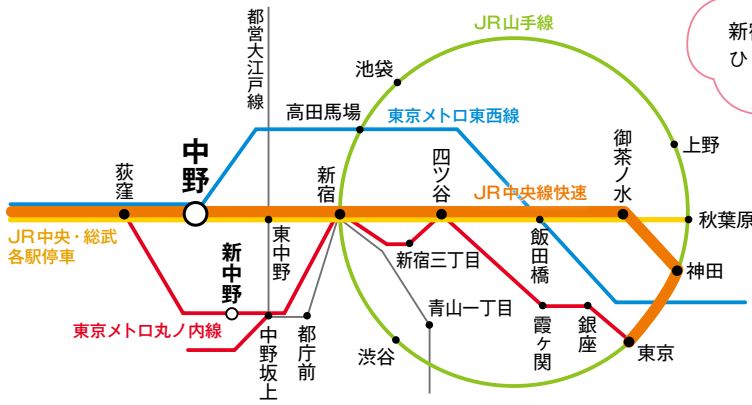 都営大江戸線
JR山手線
新宿
ひ
池袋
高田馬場
東京メトロ東西線
上野
御茶ノ水
中野
荻窪
新宿
四ツ谷
JR中央線快速
秋葉原
JR中央・総武
各駅停車
東中野
新中野
新宿三丁目
飯田橋
神田
青山一丁目
東京メトロ丸ノ内線
中野坂上
都庁前
渋谷
霞ヶ関
銀座
東京